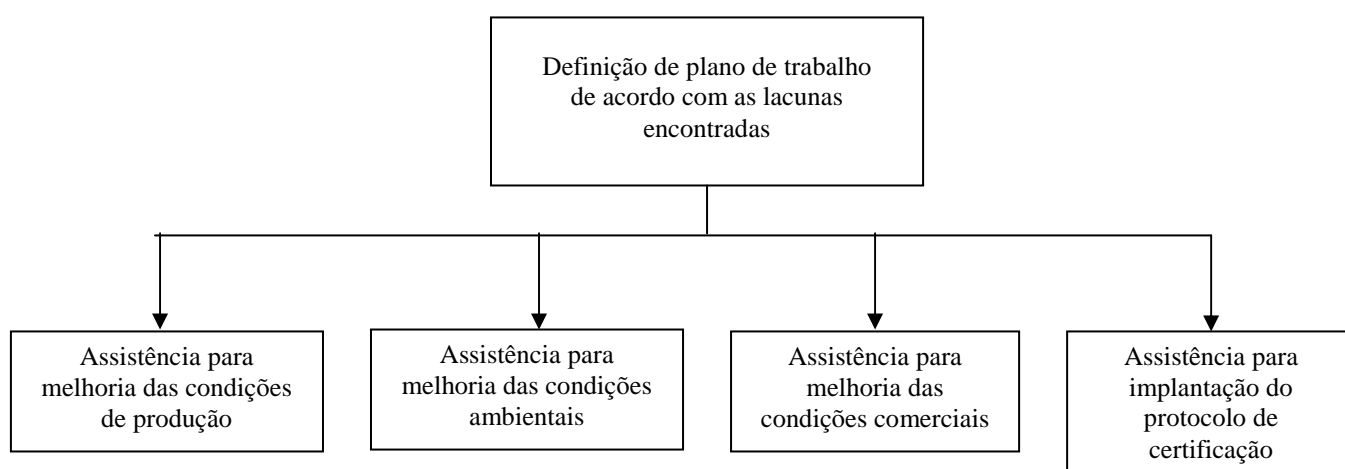 Definição de plano de trabalho
de acordo com as lacunas
encontradas
Assistência para
melhoria das condições
de produção
Assistência para
melhoria das condições
ambientais
Assistência para
melhoria das
condições comerciais
Assistência para
implantação do
protocolo de
certificação